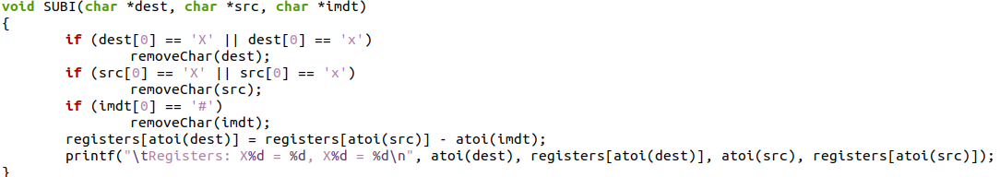 void SUBI(char *dest, char *src, char *imdt)
{
        if (dest[0] == 'X' || dest[0] == 'x')
                removeChar(dest);
        if (src[0] == 'X' || src[0] == 'x')
                removeChar(src);
        if (imdt[0] == '#')
                removeChar(imdt);
        registers[atoi(dest)] = registers[atoi(src)] - atoi(imdt);
        printf("\tRegisters: X%d = %d, X%d = %d\n", atoi(dest), registers[atoi(dest)], atoi(src), registers[atoi(src)]);
}